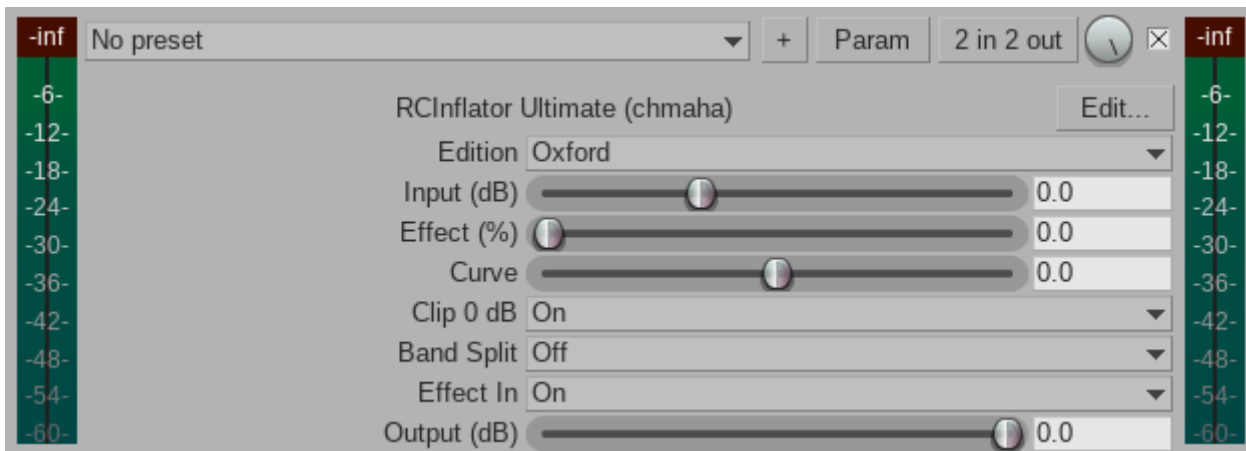 -inf No preset + Param 2 in 2 out -inf
RCInflator Ultimate (chmaha) Edit...
Edition Oxford
Input (dB) 0.0
Effect (%) 0.0
Curve 0.0
Clip 0 dB On
Band Split Off
Effect In On
Output (dB) 0.0
-6-
-12-
-18-
-24-
-30-
-36-
-42-
-48-
-54-
-60-
-6-
-12-
-18-
-24-
-30-
-36-
-42-
-48-
-54-
-60-